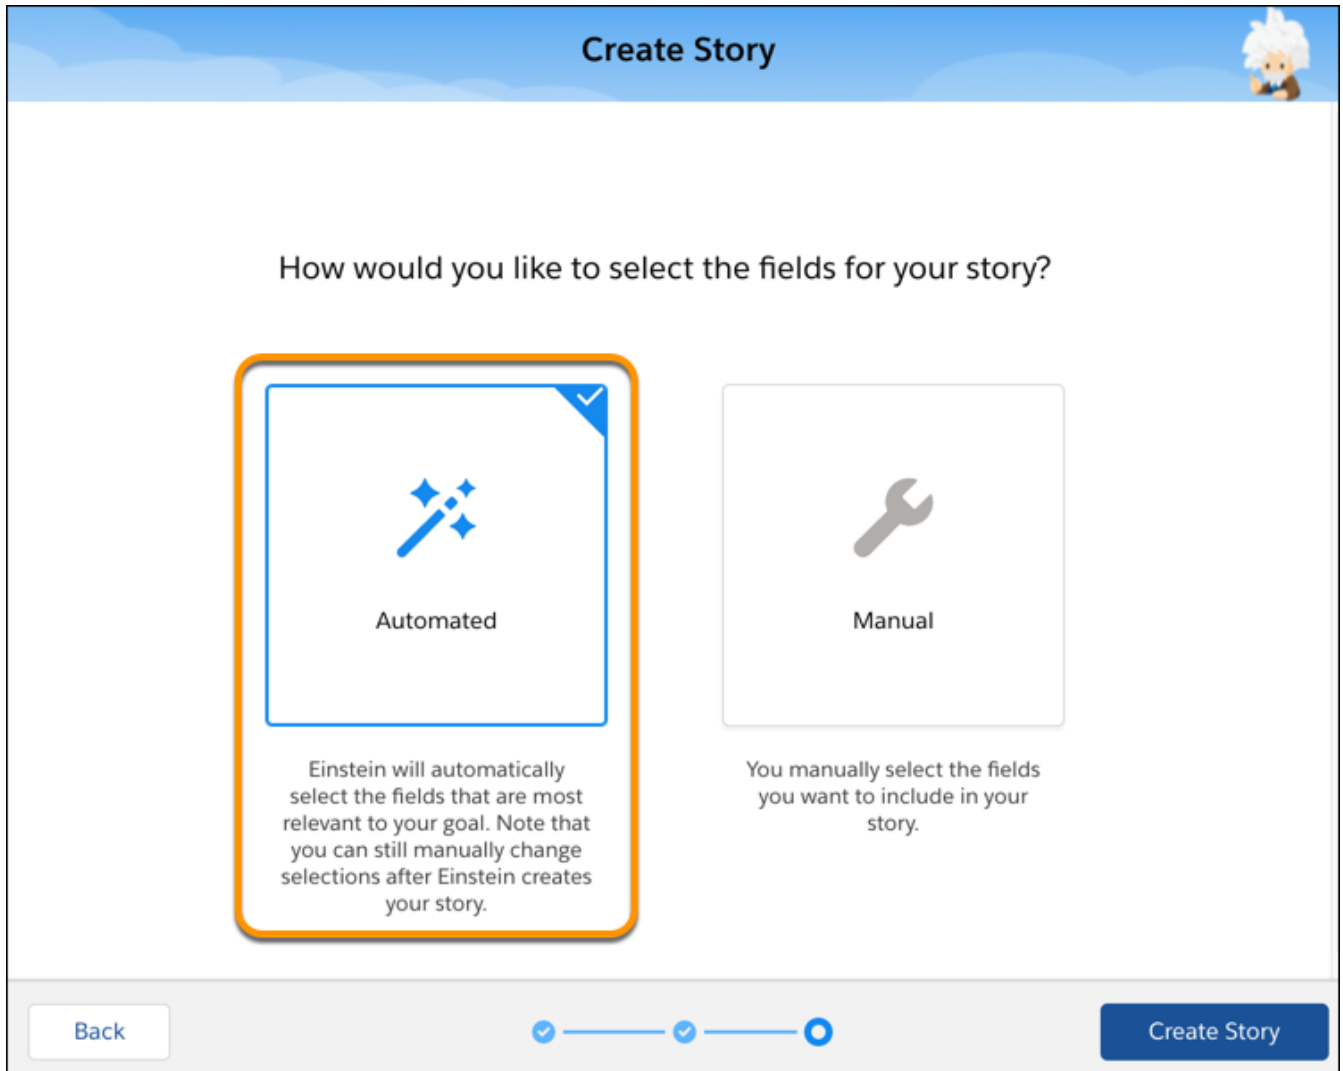 Create Story
How would you like to select the fields for your story?
Automated
Einstein will automatically
select the fields that are most
relevant to your goal. Note that
you can still manually change
selections after Einstein creates
your story.
Manual
You manually select the fields
you want to include in your
story.
Back
Create Story